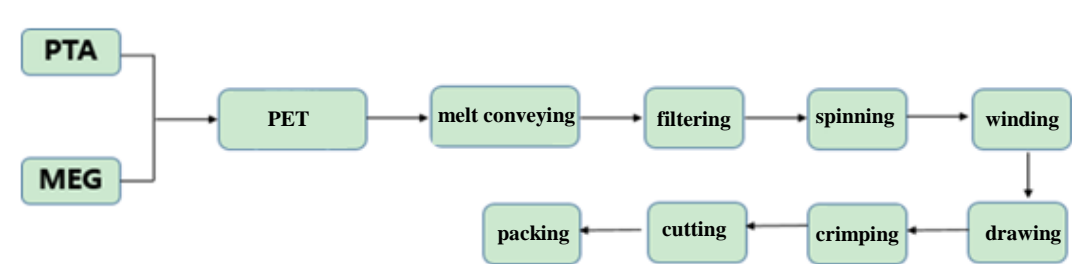 PTA
MEG
PET
melt conveying
filtering
spinning
winding
drawing
crimping
cutting
packing